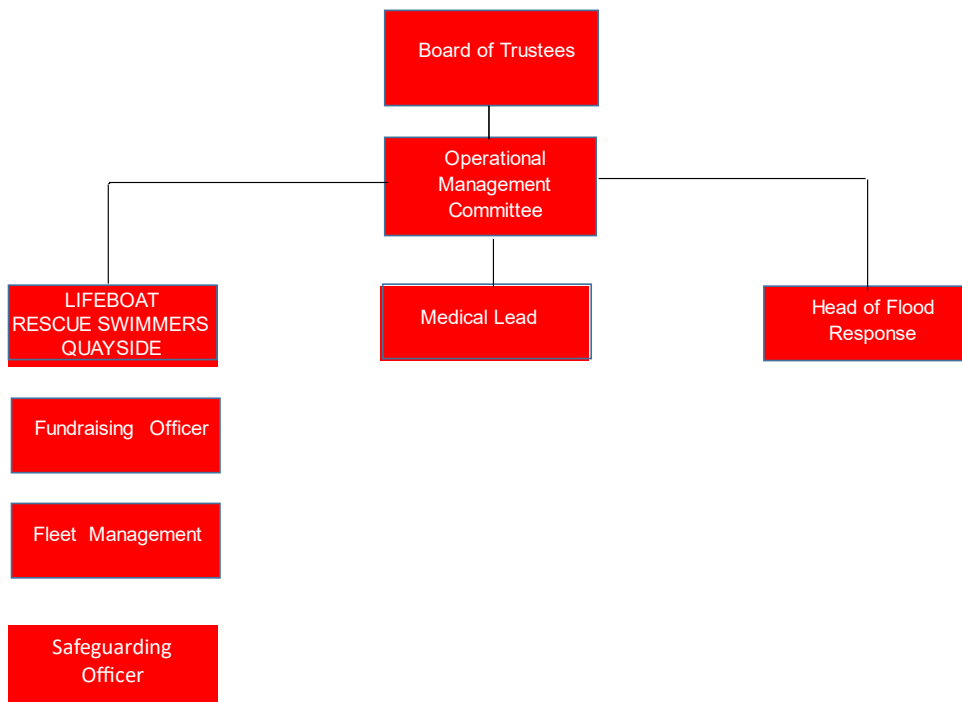 Board of Trustees
Operational
Management
Committee
LIFEBOAT
RESCUE SWIMMERS
QUAYSIDE
Medical Lead
Head of Flood
Response
Fundraising Officer
Fleet Management
Safeguarding
Officer